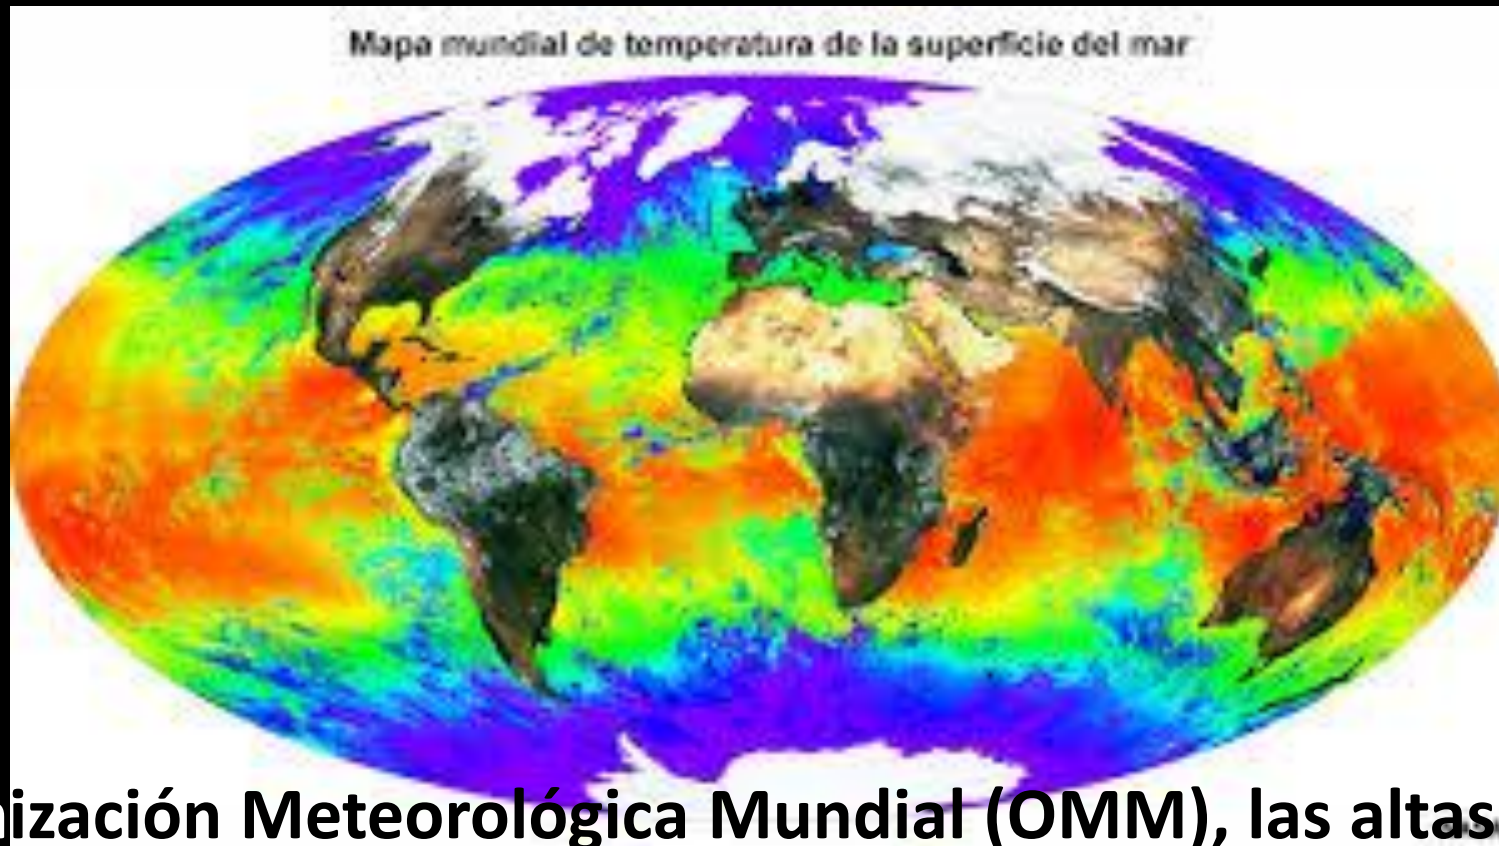 Mapa mundial de temperatura de la superficie del mar
ización Meteorológica Mundial (OMM), las altas